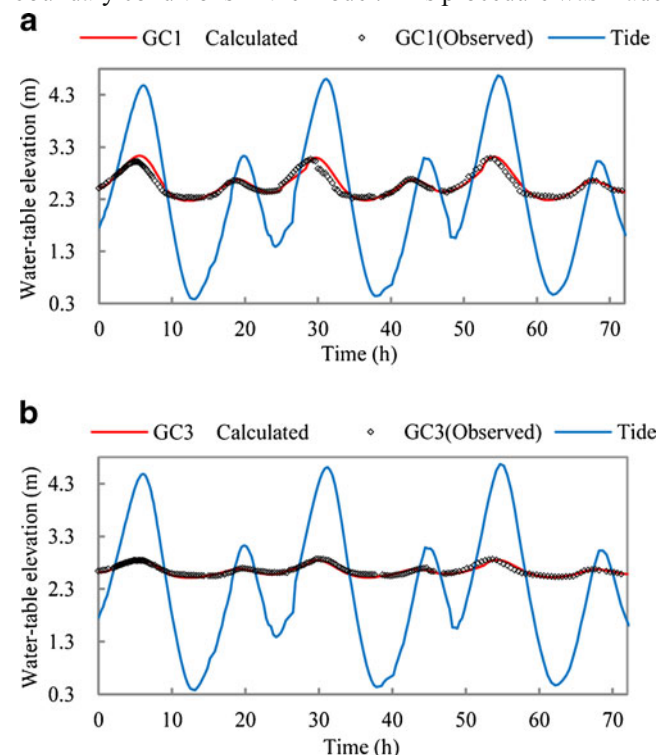 a
GC1 Calculated GC1(Observed) Tide
4.3
3.3
2.3
1.3
0.3
Water-table elevation (m)
0 10 20 30 40 50 60 70
Time (h)
b
GC3 Calculated GC3(Observed) Tide
4.3
3.3
2.3
1.3
0.3
Water-table elevation (m)
0 10 20 30 40 50 60 70
Time (h)